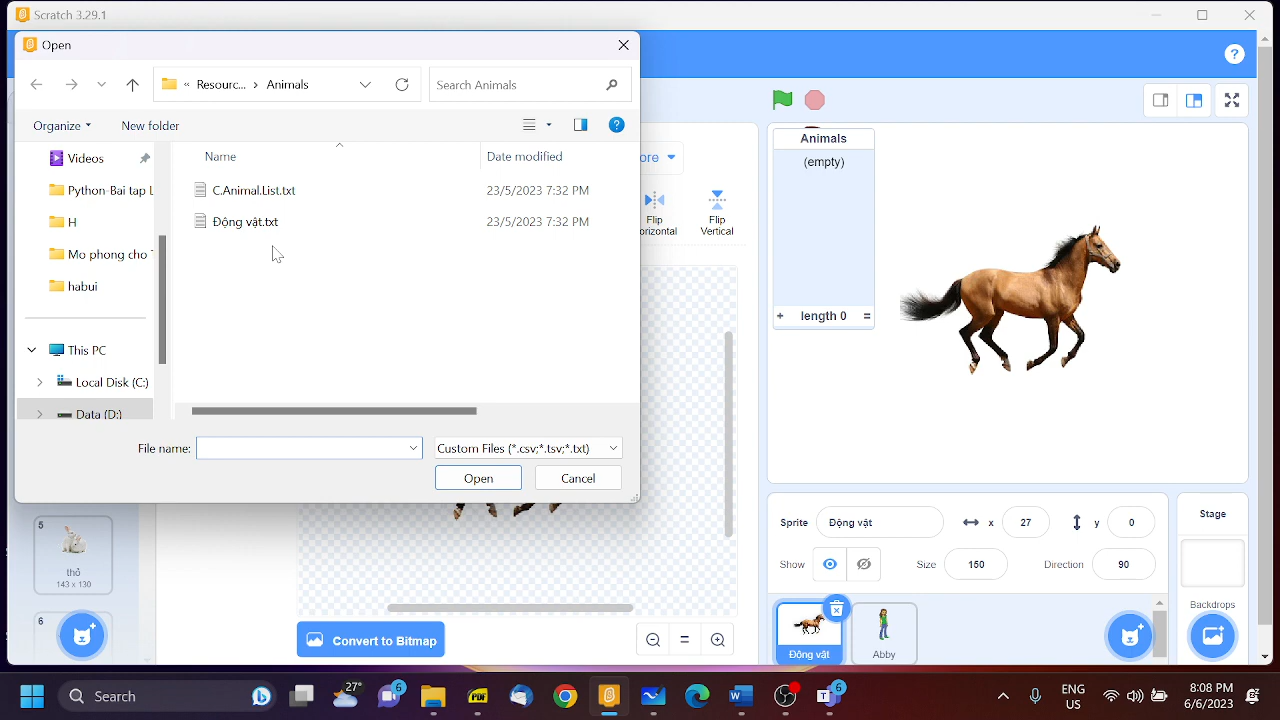 Scratch 3.29.1
Open
« Resourc... > Animals
Search Animals
Organize
New folder
Name
Date modified
Videos
Python-Bai tap L
H
Mo phong cho
habui
This PC
Local Disk (C:)
Data (D:)
C.Animal.List.txt
23/5/2023 7:32 PM
Động vật.txt
23/5/2023 7:32 PM
File name:
Custom Files (*.csv;*.tsv;*.txt)
Open
Cancel
ore
Flip
orizontal
Flip
Vertical
Animals
(empty)
+ length 0 =
5
thỏ
143 x 130
6
Convert to Bitmap
Sprite
Động vật
x
27
y
0
Show
Size
150
Direction
90
Động vật
Abby
Stage
Backdrops
Search
27°
6
PDF
6
ENG
US
8:08 PM
6/6/2023